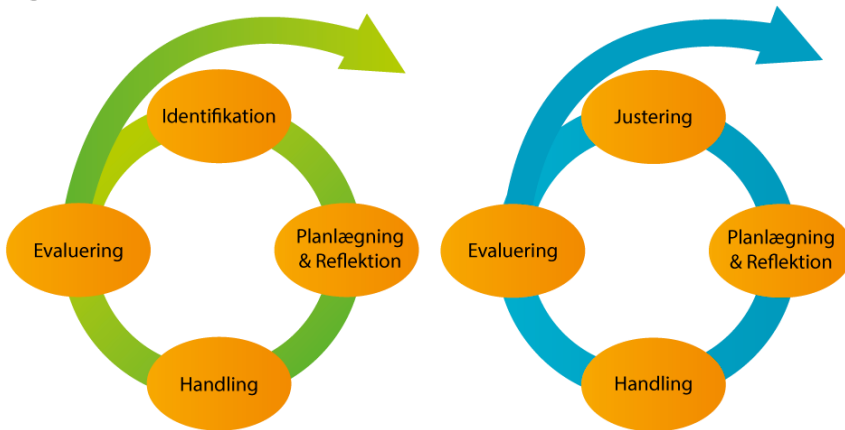 Identifikation
Planlægning
& Reflektion
Handling
Evaluering
Justering
Planlægning
& Reflektion
Handling
Evaluering